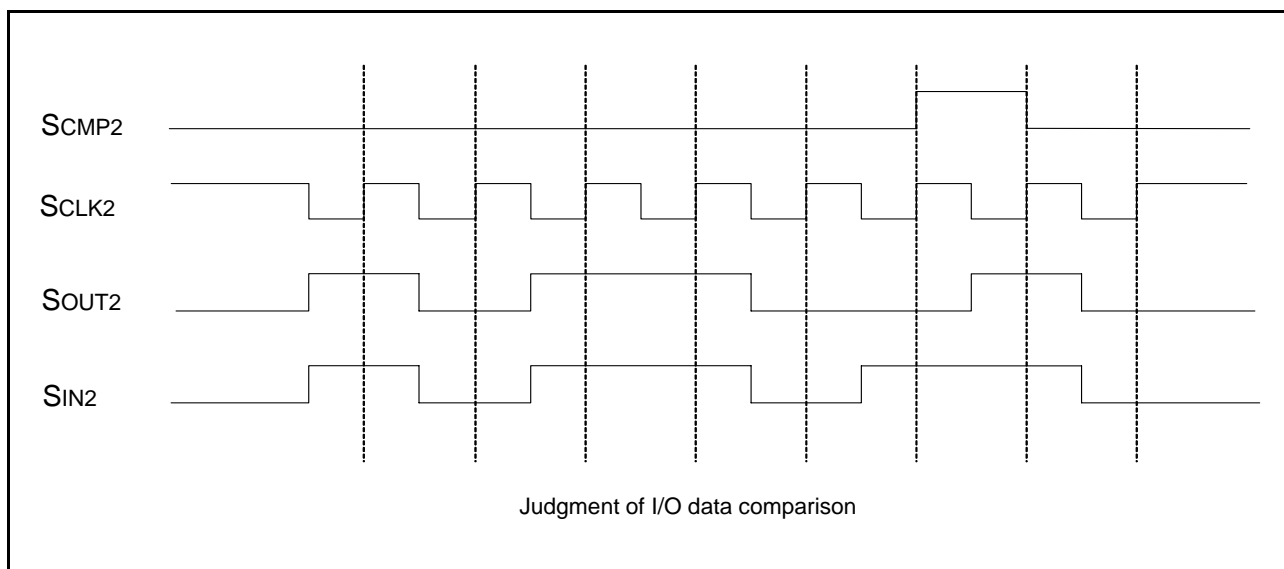 SCMP2
SCLK2
SOUT2
SIN2
Judgment of I/O data comparison